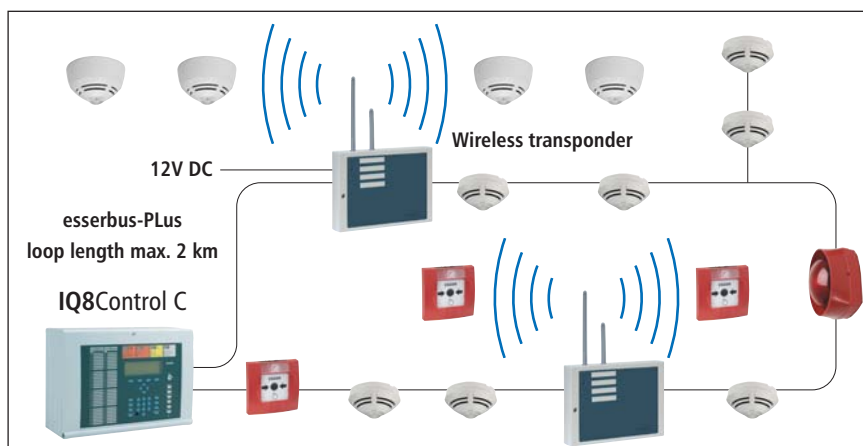 Wireless transponder
12V DC
esserbus-PLus
loop length max. 2 km
IQ8Control C